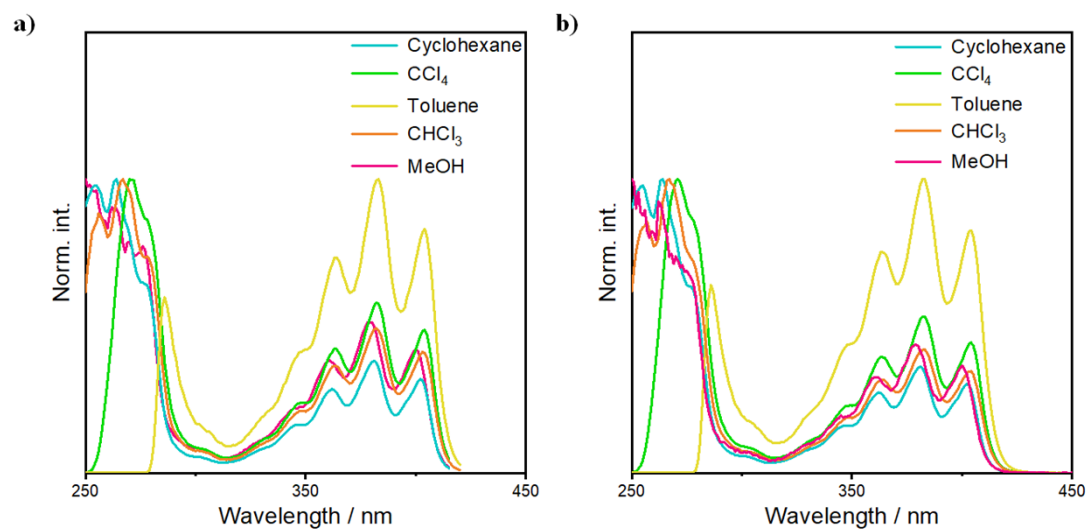 a)
Norm. int.
Cyclohexane
CCl₄
Toluene
CHCl₃
MeOH
250
350
450
Wavelength / nm
b)
Norm. int.
Cyclohexane
CCl₄
Toluene
CHCl₃
MeOH
250
350
450
Wavelength / nm